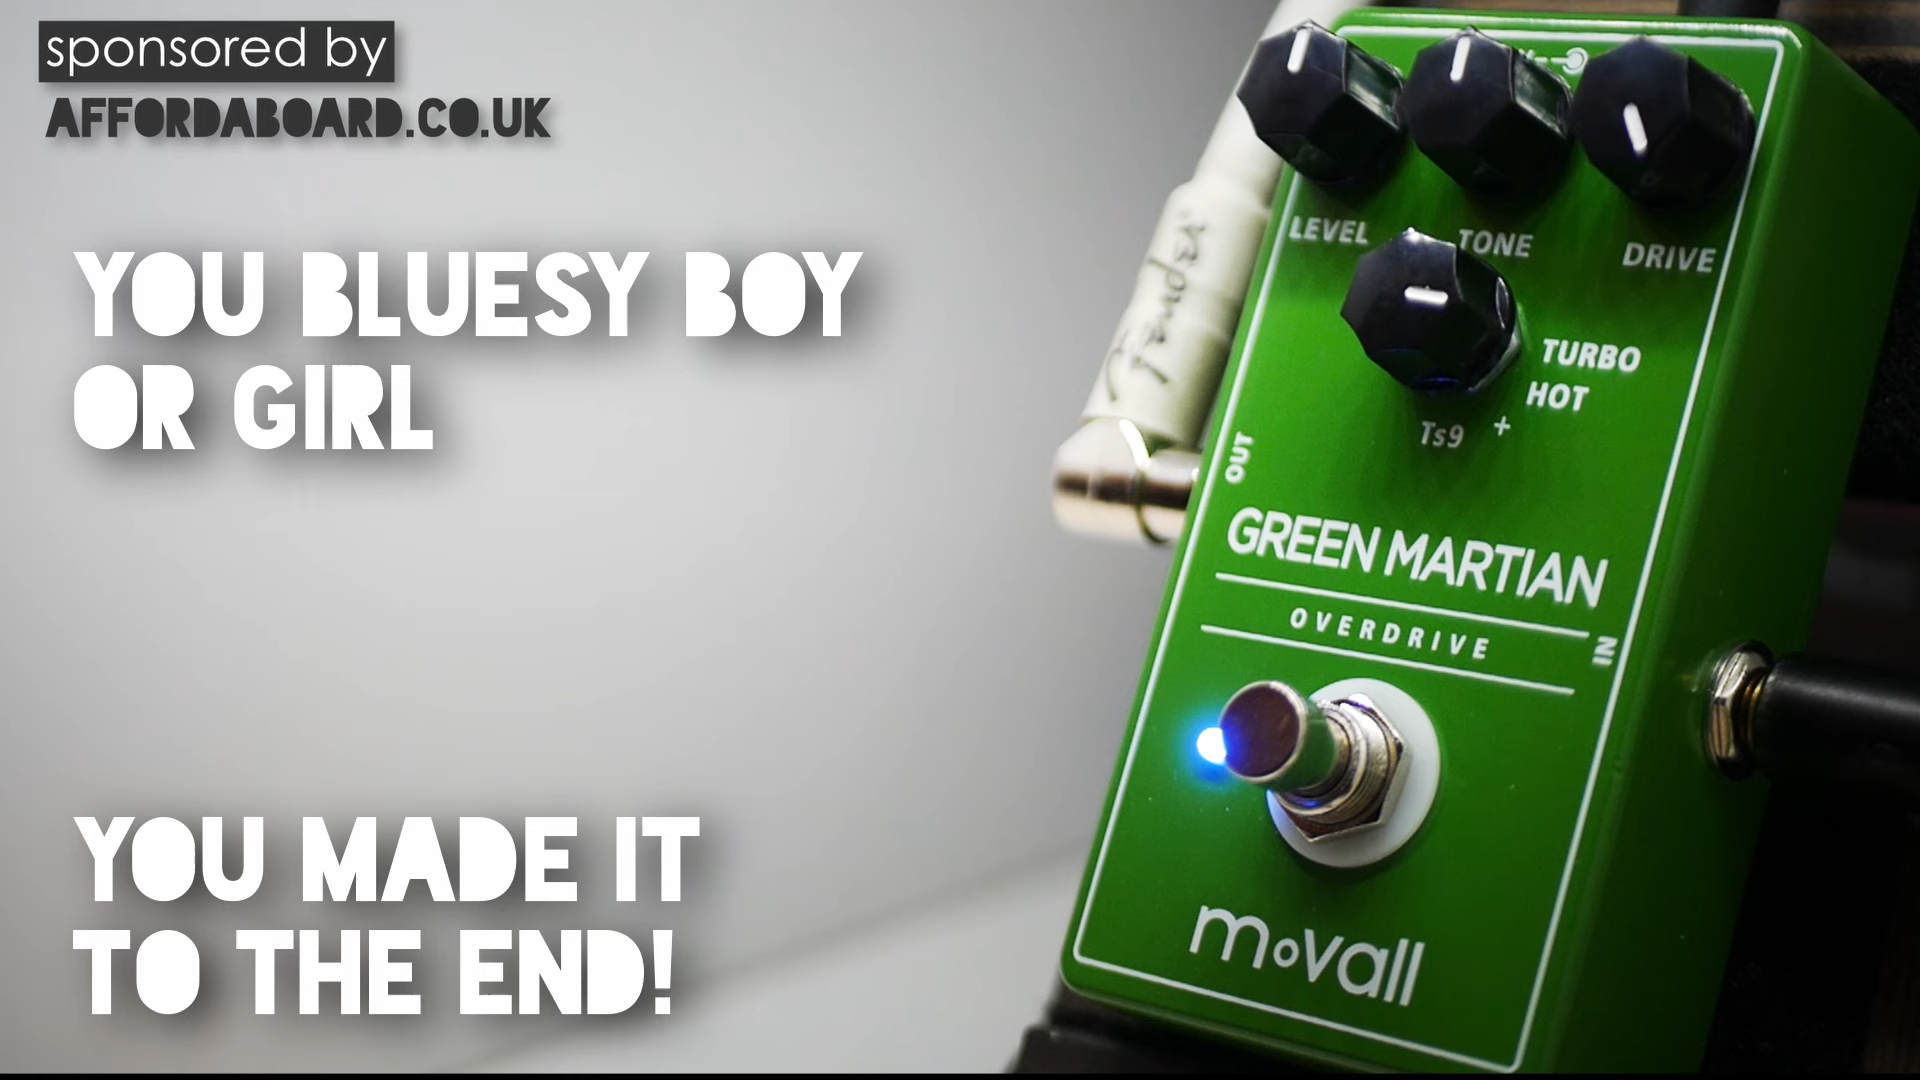 sponsored by
AFFORDABOARD.CO.UK
YOU BLUESY BOY
OR GIRL
YOU MADE IT
TO THE END!
LEVEL
TONE
DRIVE
TURBO
HOT
+
Ts9
OUT
GREEN MARTIAN
OVERDRIVE
IN
movall
Fender